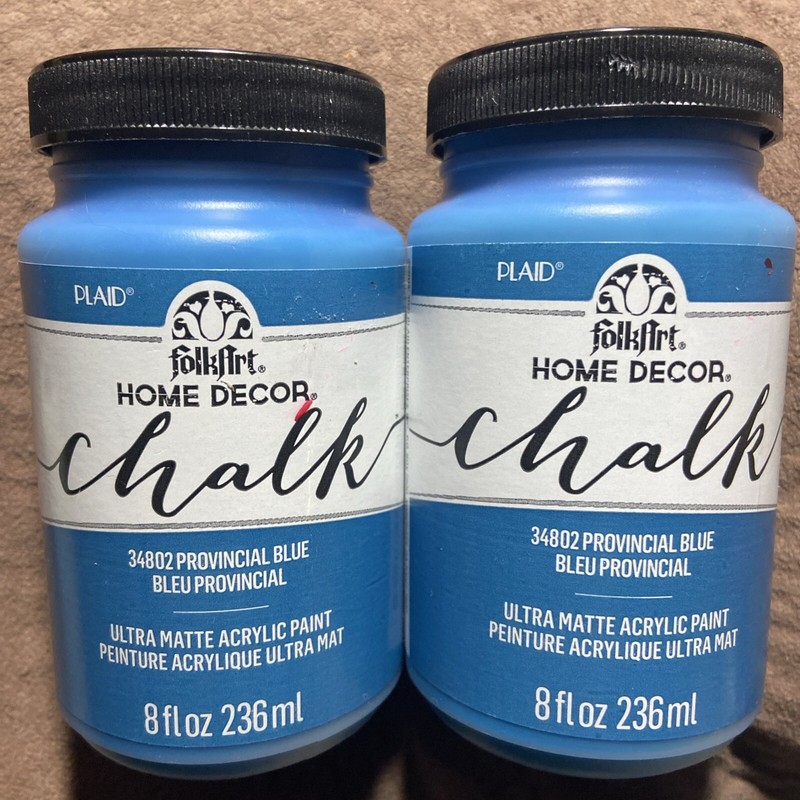 PLAID®
folkArt®
HOME DECOR®
chalk
34802 PROVINCIAL BLUE
BLEU PROVINCIAL
ULTRA MATTE ACRYLIC PAINT
PEINTURE ACRYLIQUE ULTRA MAT
8 fl oz 236 ml
PLAID®
folkArt®
HOME DECOR®
chalk
34802 PROVINCIAL BLUE
BLEU PROVINCIAL
ULTRA MATTE ACRYLIC PAINT
PEINTURE ACRYLIQUE ULTRA MAT
8 fl oz 236 ml